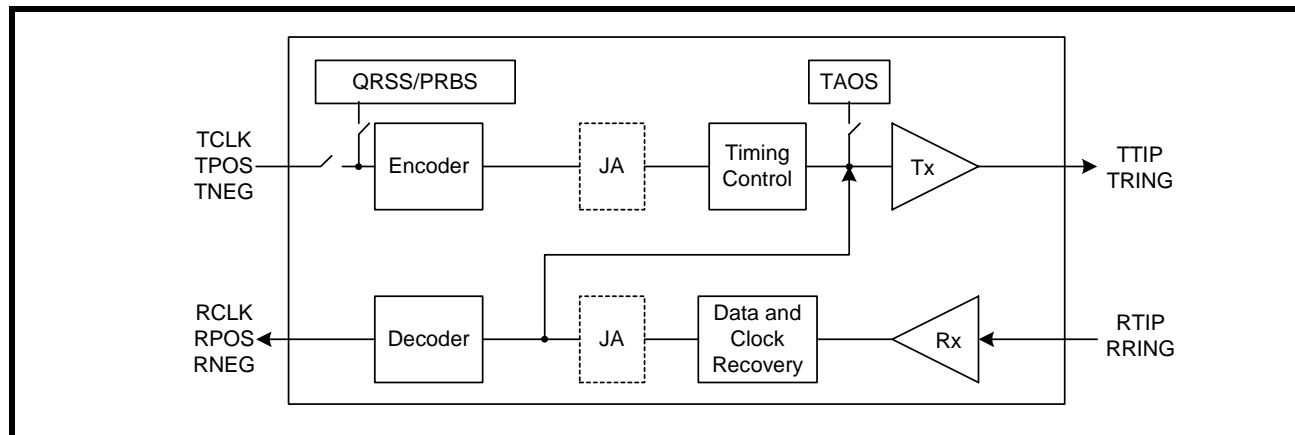 QRSS/PRBS
TAOS
TCLK
TPOS
TNEG
Encoder
JA
Timing
Control
Tx
TTIP
TRING
RCLK
RPOS
RNEG
Decoder
JA
Data and
Clock
Recovery
Rx
RTIP
RRING